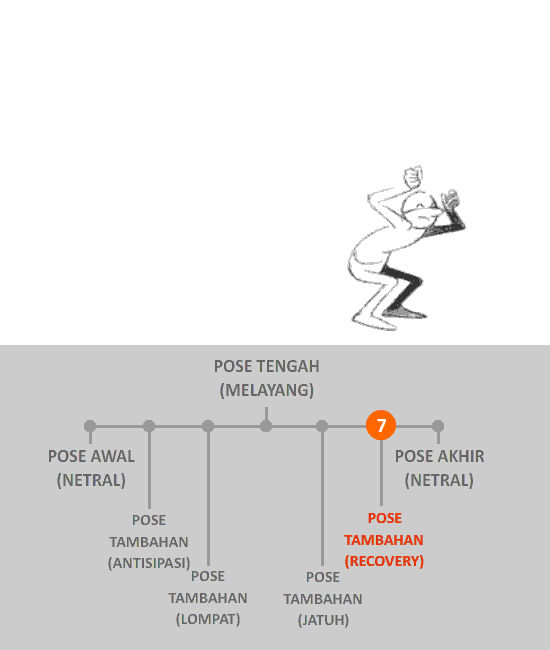 POSE TENGAH
(MELAYANG)
7
POSE AWAL
(NETRAL)
POSE AKHIR
(NETRAL)
POSE
TAMBAHAN
(ANTISIPASI)
POSE
TAMBAHAN
(LOMPAT)
POSE
TAMBAHAN
(JATUH)
POSE
TAMBAHAN
(RECOVERY)